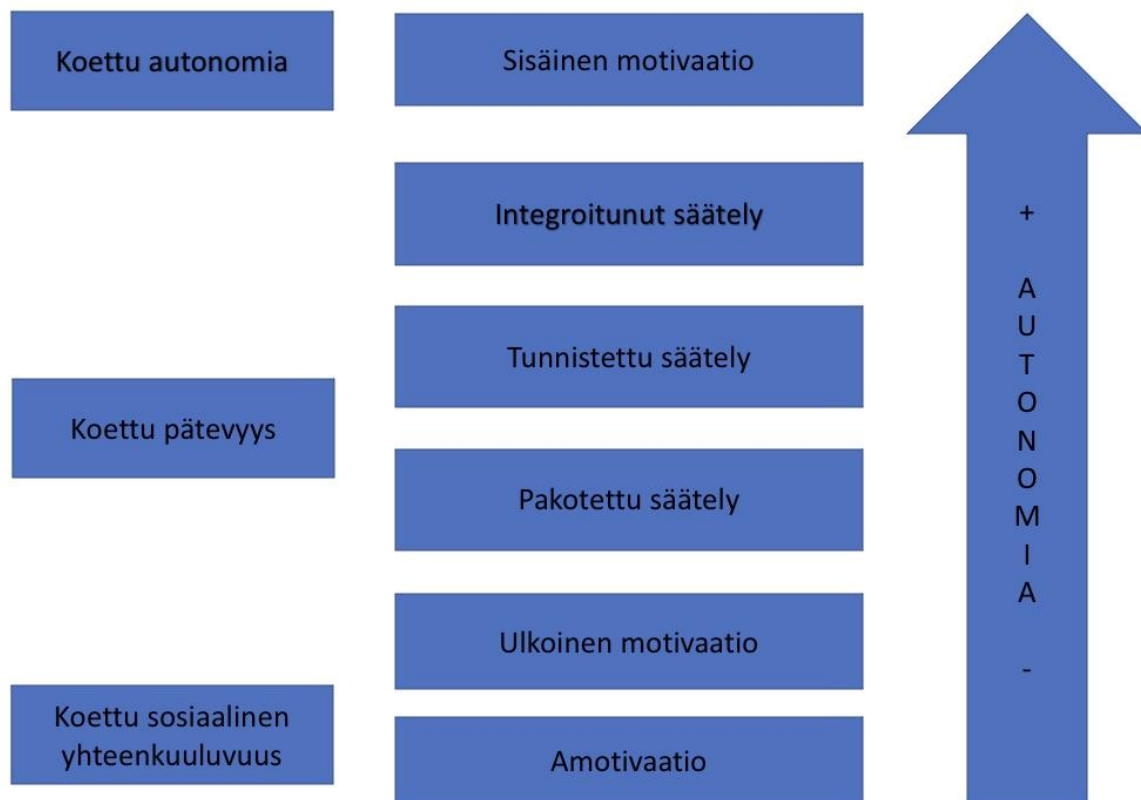 Koettu autonomia
Koettu pätevyys
Koettu sosiaalinen
yhteenkuuluvuus
Sisäinen motivaatio
Integroitunut säätely
Tunnistettu säätely
Pakotettu säätely
Ulkoinen motivaatio
Amotivaatio
+
A
U
T
O
N
O
M
I
A
-